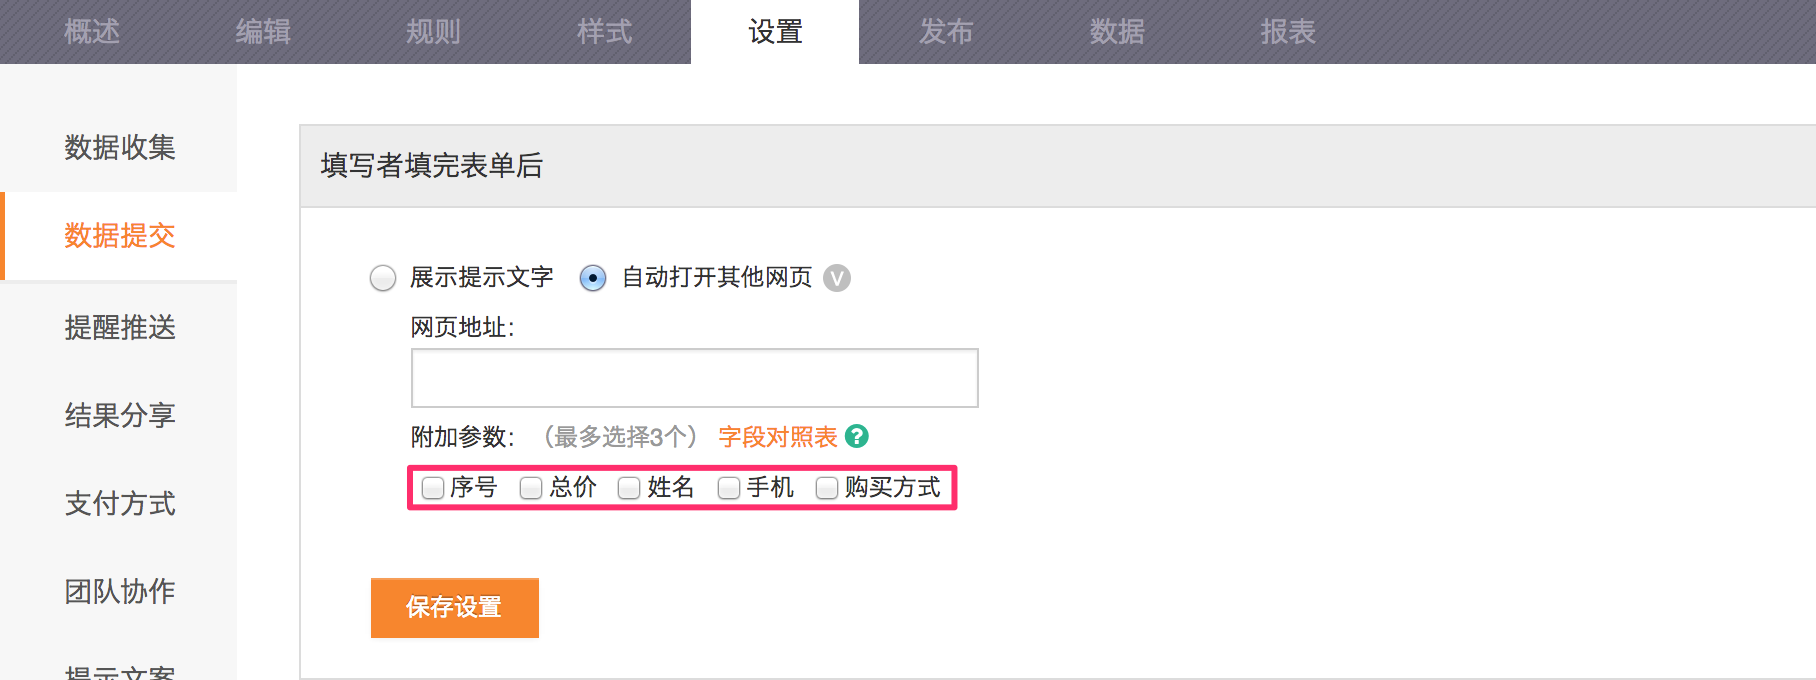 概述 编辑 规则 样式 设置 发布 数据 报表
数据收集
数据提交
提醒推送
结果分享
支付方式
团队协作
提示文案
填写者填完表单后
展示提示文字 自动打开其他网页 V
网页地址：
附加参数： （最多选择3个） 字段对照表 ?
序号 总价 姓名 手机 购买方式
保存设置